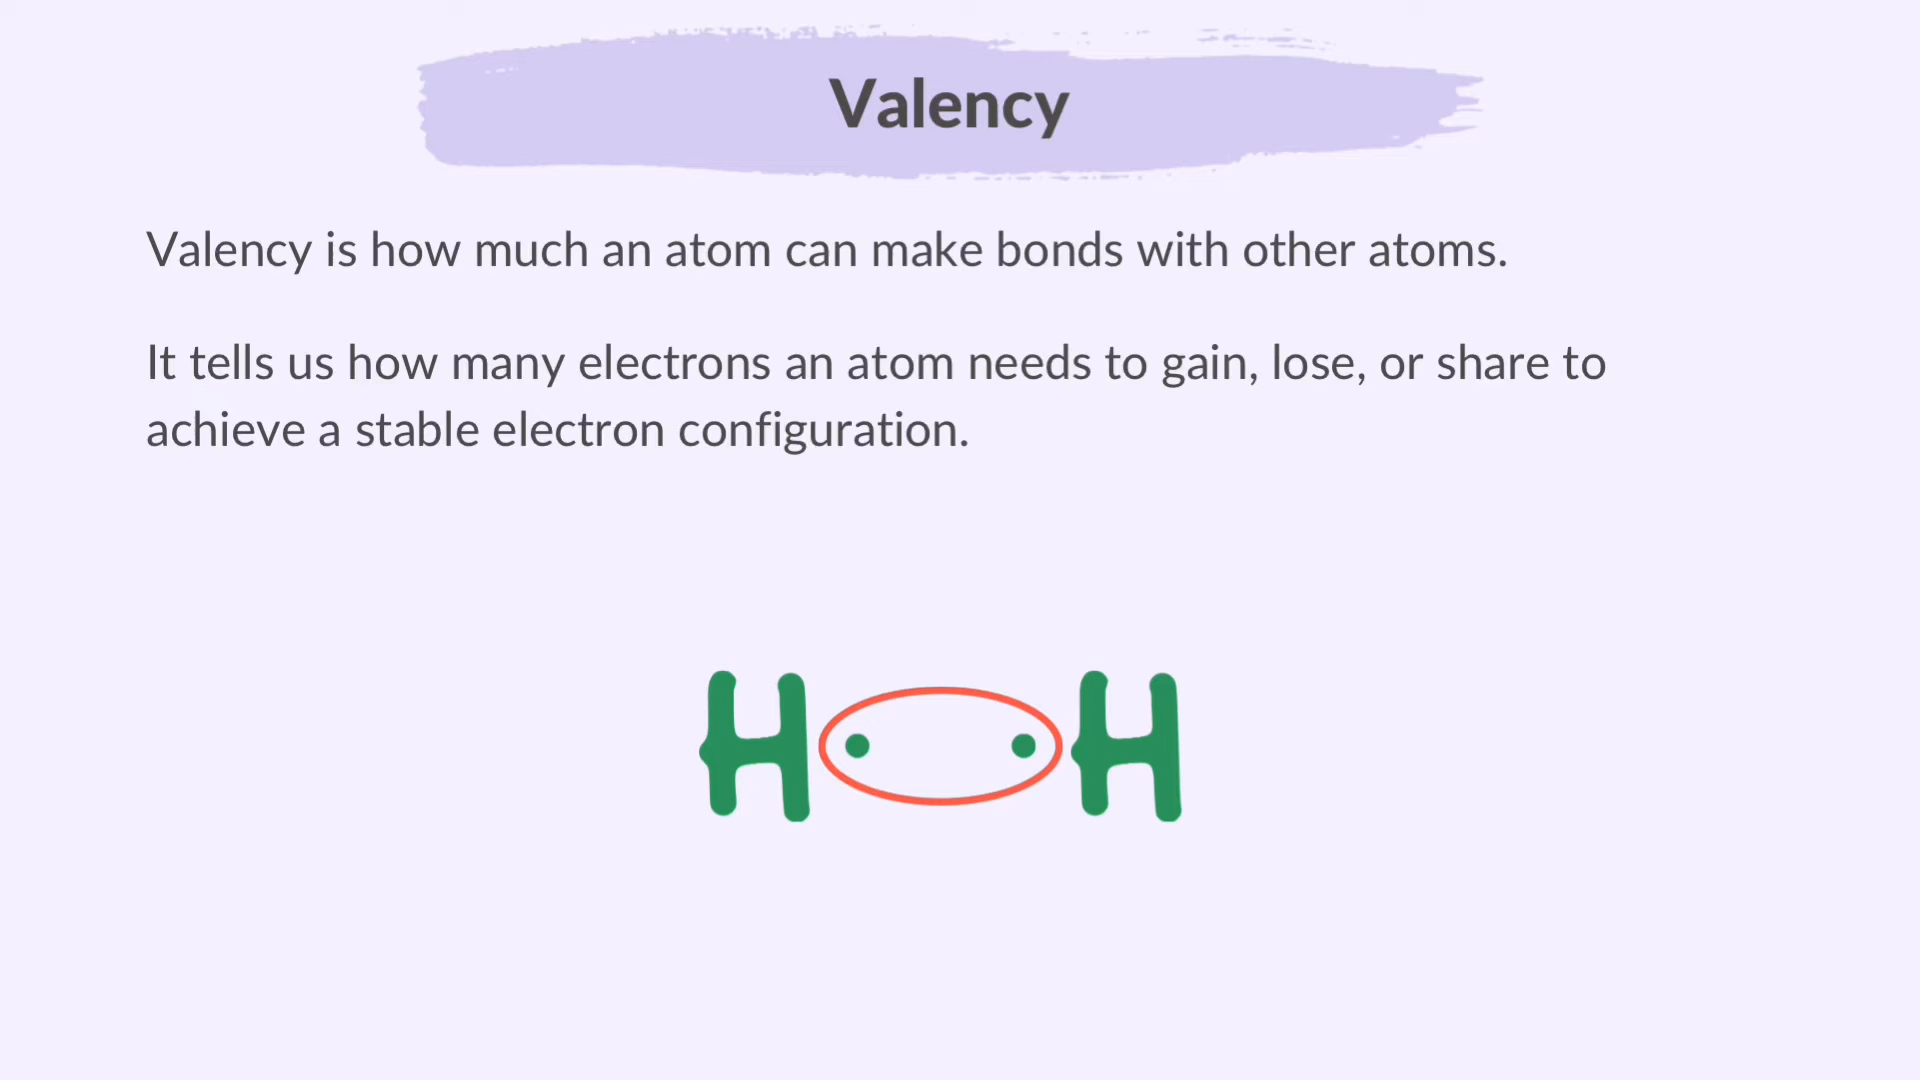 Valency
Valency is how much an atom can make bonds with other atoms.
It tells us how many electrons an atom needs to gain, lose, or share to
achieve a stable electron configuration.
H H